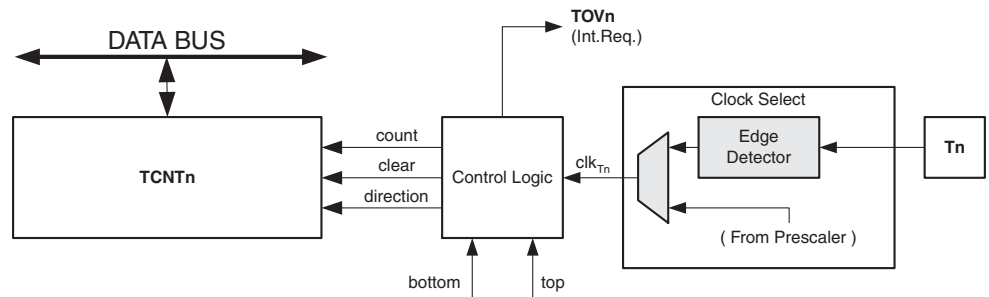 TOVn
(Int.Req.)
DATA BUS
Clock Select
count
Edge
Detector
Tn
TCNTn
clear
Control Logic
clkTn
direction
( From Prescaler )
bottom
top